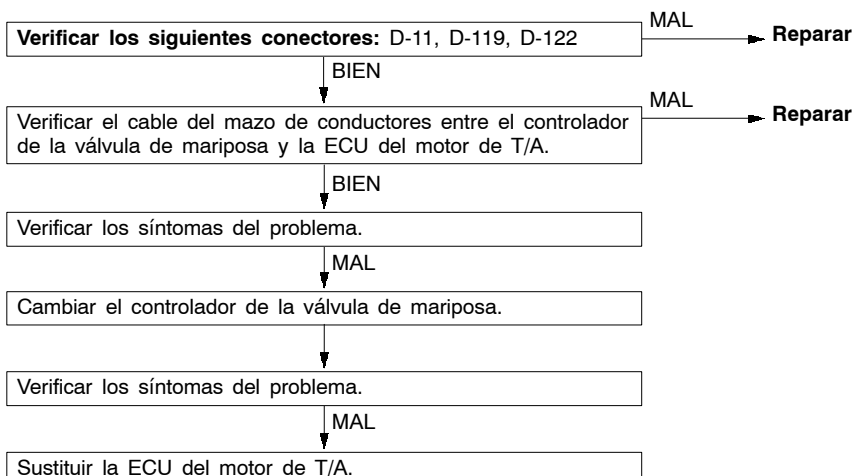 MAL
Verificar los siguientes conectores: D-11, D-119, D-122
Reparar
BIEN
MAL
Verificar el cable del mazo de conductores entre el controlador
de la válvula de mariposa y la ECU del motor de T/A.
Reparar
BIEN
Verificar los síntomas del problema.
MAL
Cambiar el controlador de la válvula de mariposa.
Verificar los síntomas del problema.
MAL
Sustituir la ECU del motor de T/A.